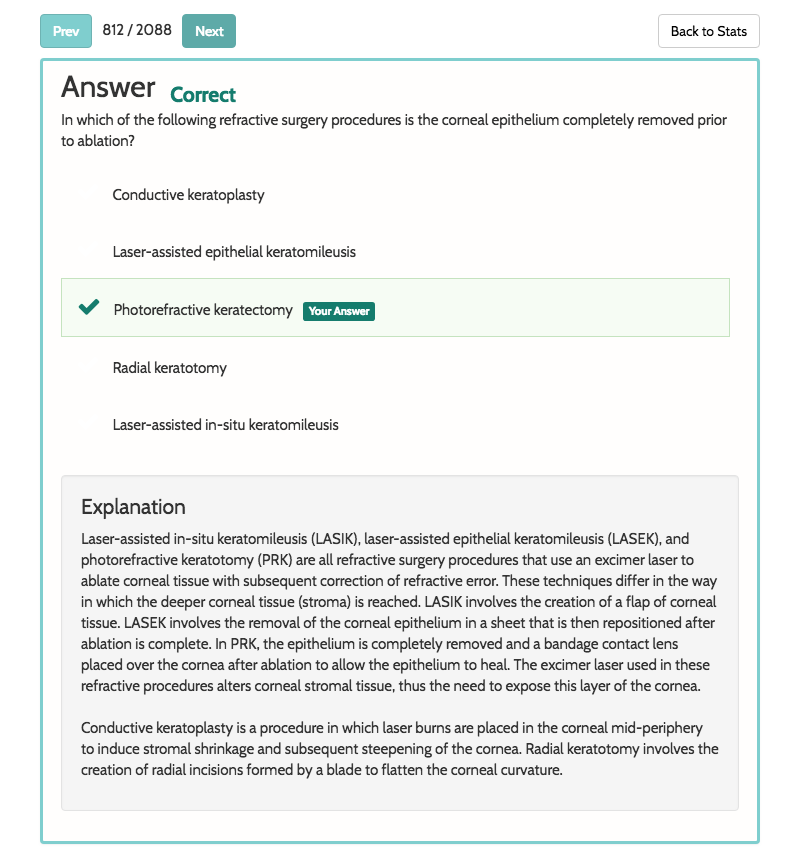 Prev 812 / 2088 Next Back to Stats
Answer Correct
In which of the following refractive surgery procedures is the corneal epithelium completely removed prior
to ablation?
Conductive keratoplasty
Laser-assisted epithelial keratomileusis
Photorefractive keratectomy Your Answer
Radial keratotomy
Laser-assisted in-situ keratomileusis
Explanation
Laser-assisted in-situ keratomileusis (LASIK), laser-assisted epithelial keratomileusis (LASEK), and
photorefractive keratotomy (PRK) are all refractive surgery procedures that use an excimer laser to
ablate corneal tissue with subsequent correction of refractive error. These techniques differ in the way
in which the deeper corneal tissue (stroma) is reached. LASIK involves the creation of a flap of corneal
tissue. LASEK involves the removal of the corneal epithelium in a sheet that is then repositioned after
ablation is complete. In PRK, the epithelium is completely removed and a bandage contact lens
placed over the cornea after ablation to allow the epithelium to heal. The excimer laser used in these
refractive procedures alters corneal stromal tissue, thus the need to expose this layer of the cornea.
Conductive keratoplasty is a procedure in which laser burns are placed in the corneal mid-periphery
to induce stromal shrinkage and subsequent steepening of the cornea. Radial keratotomy involves the
creation of radial incisions formed by a blade to flatten the corneal curvature.